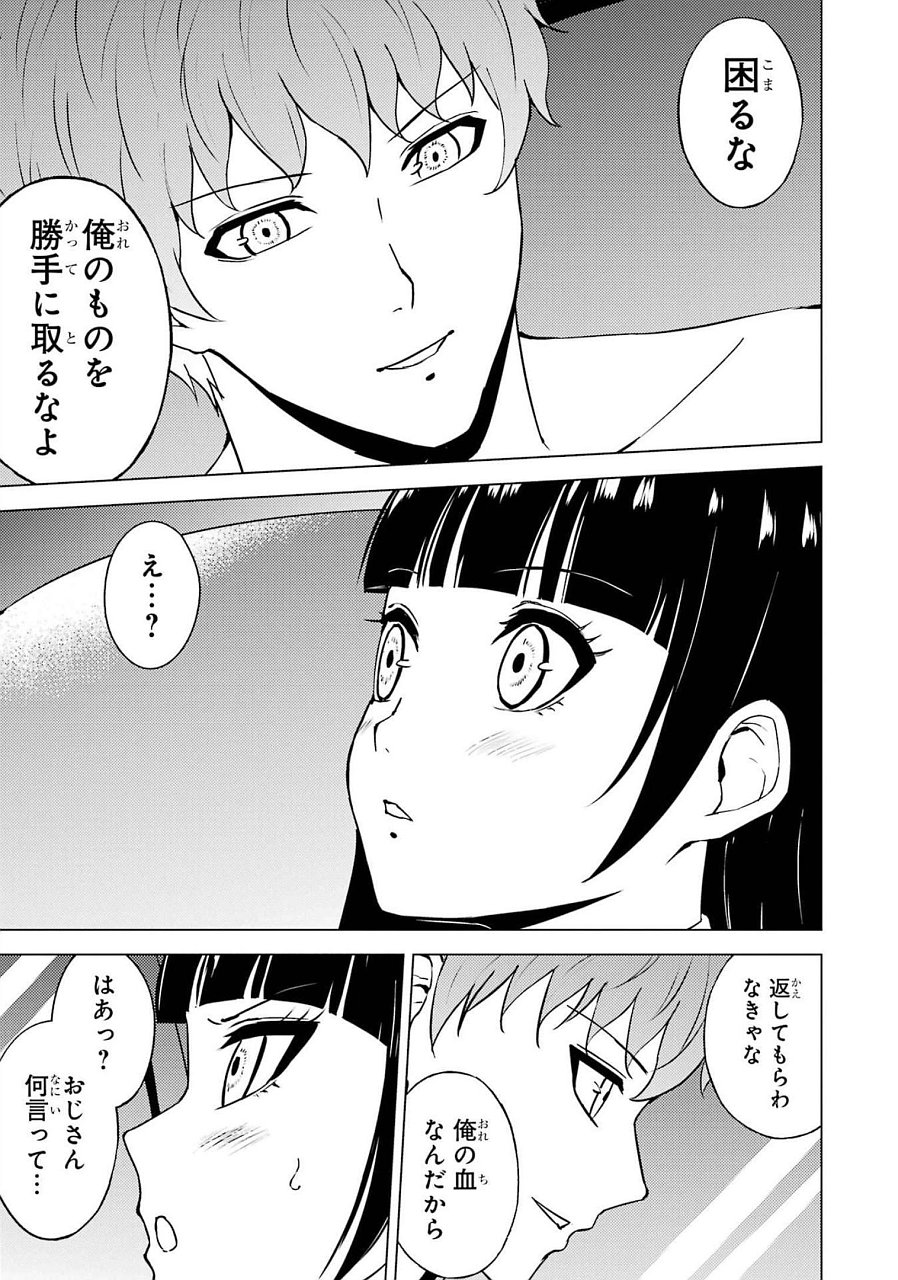 困るな
俺のものを
勝手に取るなよ
え…?
返してもらわ
なきゃな
俺の血
なんだから
はあっ?
おじさん
何言って…